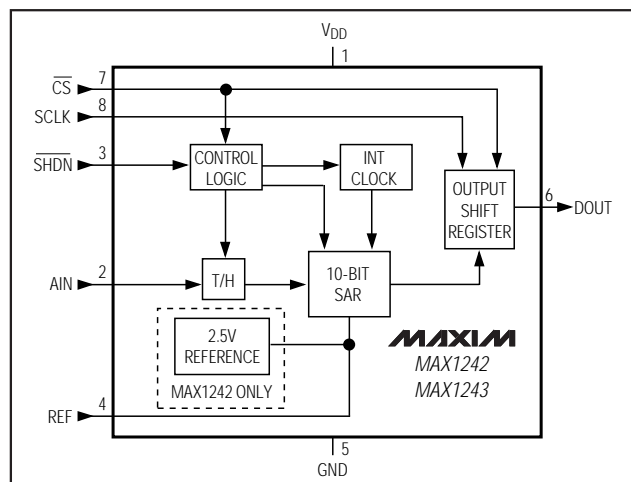 VDD
1
7
CS
8
SCLK
3
SHDN
CONTROL
LOGIC
INT
CLOCK
OUTPUT
SHIFT
REGISTER
6
DOUT
2
AIN
T/H
10-BIT
SAR
2.5V
REFERENCE
MAX1242 ONLY
MAXIM
MAX1242
MAX1243
4
REF
5
GND